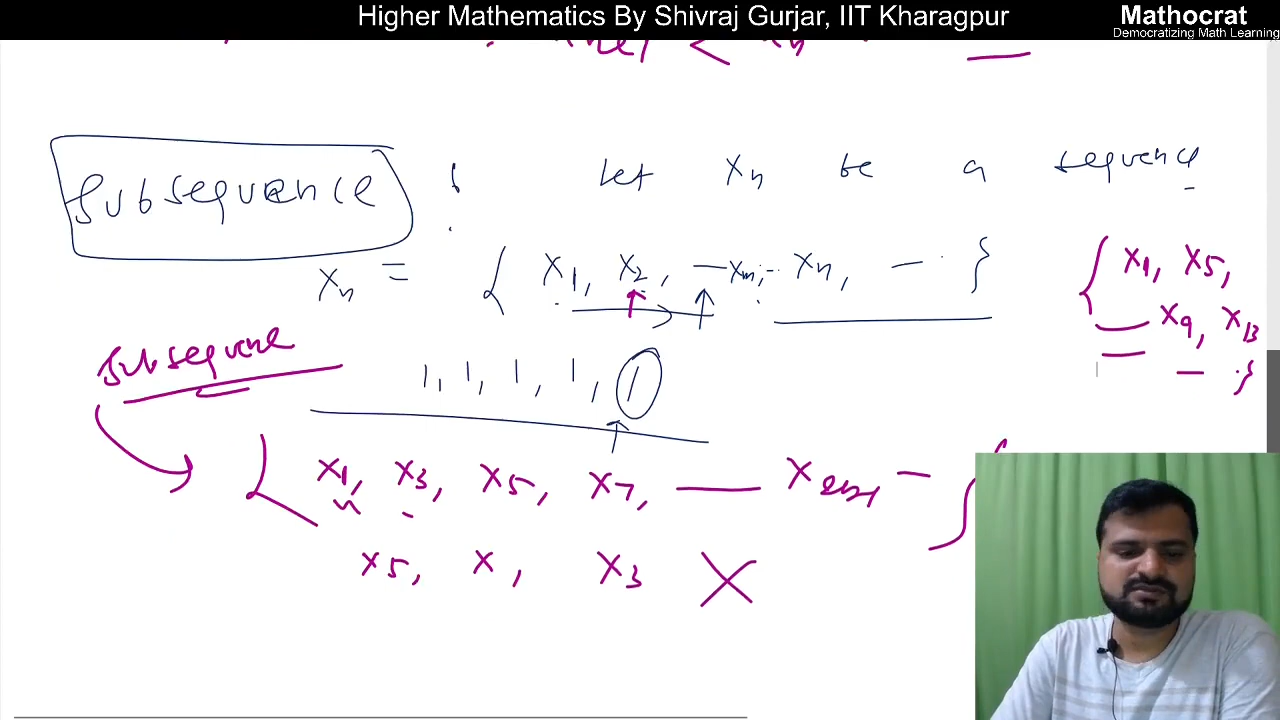 Higher Mathematics By Shivraj Gurjar, IIT Kharagpur
Mathocrat
Democratizing Math Learning
< xn
Subsequence : Let xn be a sequence
xn = { x1, x2, — xm, - xn, — }
{ x1, x5,
x9, x13
— }
Subsequence
1, 1, 1, 1, 1
{ x1, x3, x5, x7, — x2n+1 — }
x5, x, x3 X